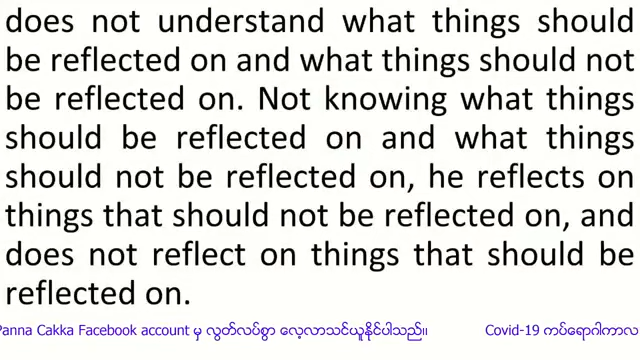 does not understand what things should
be reflected on and what things should not
be reflected on. Not knowing what things
should be reflected on and what things
should not be reflected on, he reflects on
things that should not be reflected on, and
does not reflect on things that should be
reflected on.
Panna Cakka Facebook account မှ လွတ်လပ်စွာ လေ့လာသင်ယူနိုင်ပါသည်။ Covid-19 ကပ်ရောဂါကာလ